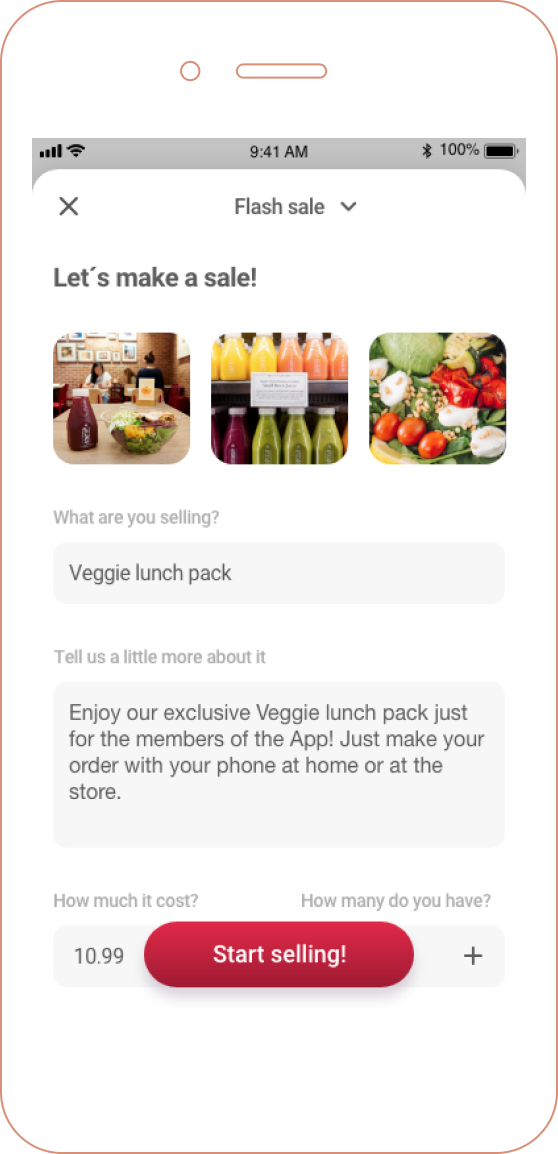 9:41 AM
100%
Flash sale
Let´s make a sale!
What are you selling?
Veggie lunch pack
Tell us a little more about it
Enjoy our exclusive Veggie lunch pack just
for the members of the App! Just make your
order with your phone at home or at the
store.
How much it cost? How many do you have?
10.99
Start selling!
+